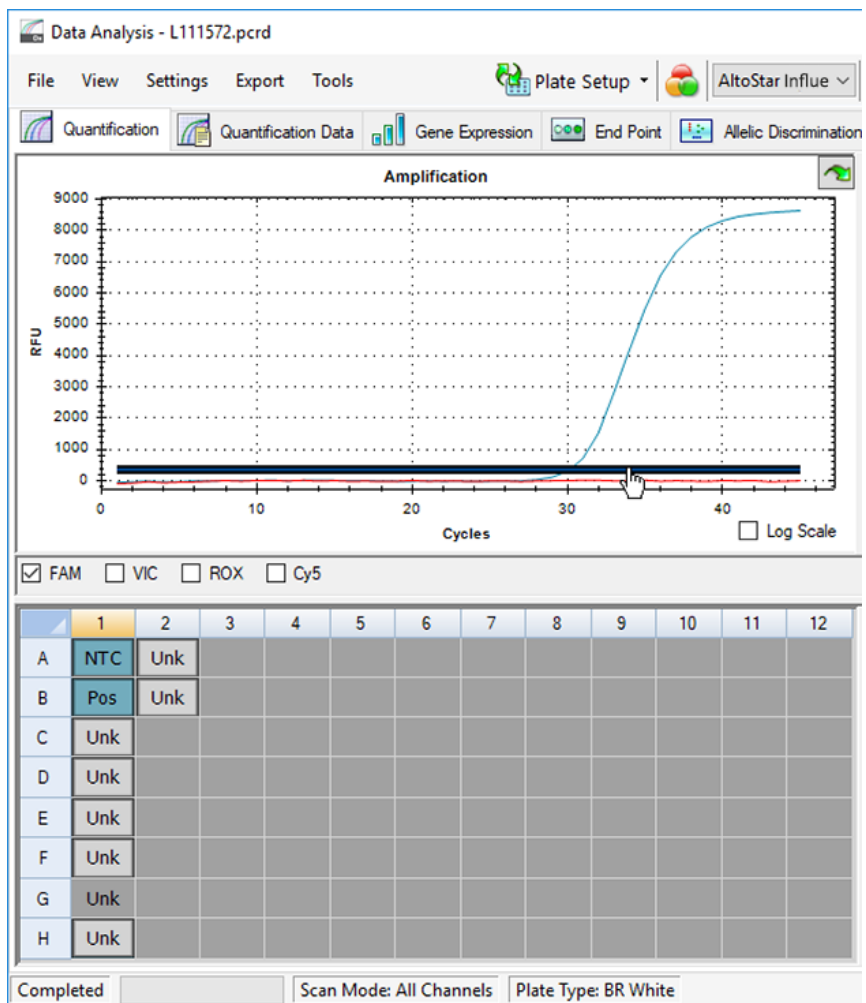 Data Analysis - L111572.pcrd
File View Settings Export Tools Plate Setup AltoStar Influe
Quantification Quantification Data Gene Expression End Point Allelic Discrimination
Amplification
9000
8000
7000
6000
5000
4000
3000
2000
1000
0
RFU
0 10 20 30 40
Cycles
Log Scale
FAM VIC ROX Cy5
1 2 3 4 5 6 7 8 9 10 11 12
A NTC Unk
B Pos Unk
C Unk
D Unk
E Unk
F Unk
G Unk
H Unk
Completed Scan Mode: All Channels Plate Type: BR White